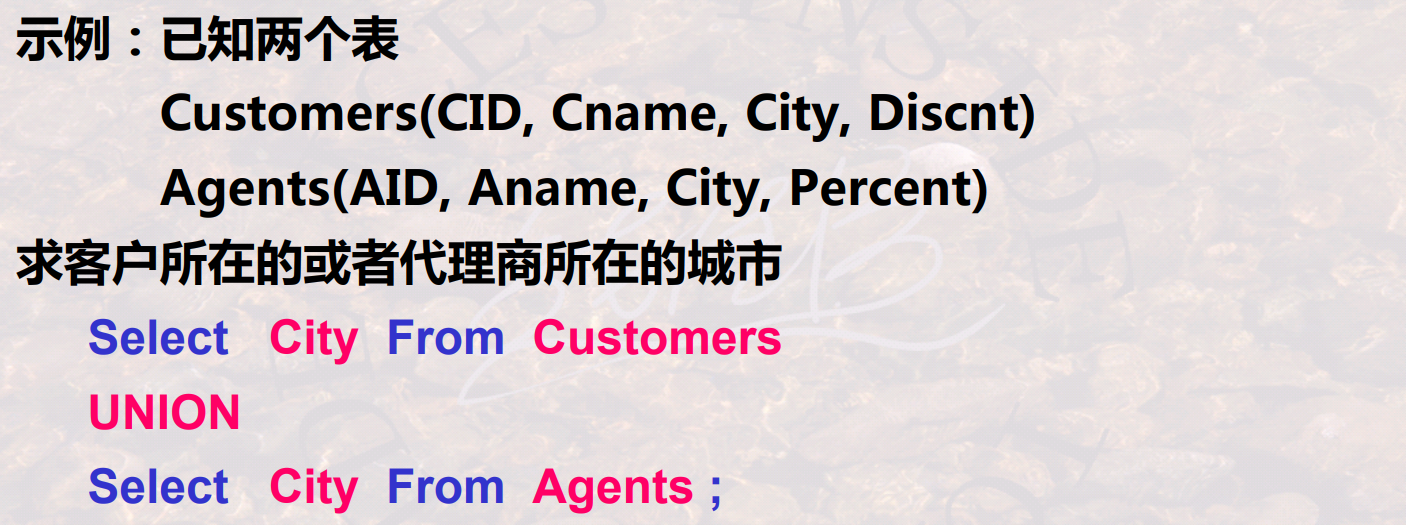 示例：已知两个表
Customers(CID, Cname, City, Discnt)
Agents(AID, Aname, City, Percent)
求客户所在的或者代理商所在的城市
Select City From Customers
UNION
Select City From Agents ;